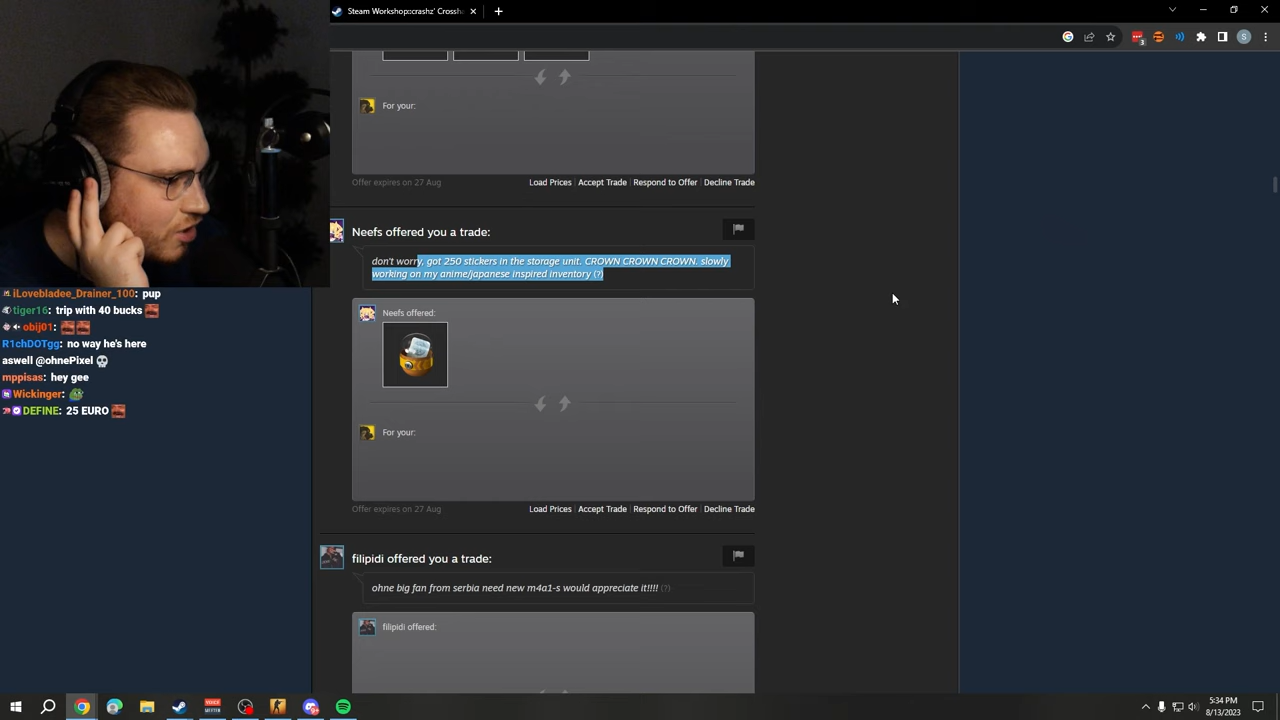 Steam Workshop::crashz' Crossha
3
S
For your:
Offer expires on 27 Aug
Load Prices | Accept Trade | Respond to Offer | Decline Trade
Neefs offered you a trade:
don't worry, got 250 stickers in the storage unit. CROWN CROWN CROWN. slowly
working on my anime/japanese inspired inventory (?)
Neefs offered:
For your:
Offer expires on 27 Aug
Load Prices | Accept Trade | Respond to Offer | Decline Trade
filipidi offered you a trade:
ohne big fan from serbia need new m4a1-s would appreciate it!!!! (?)
filipidi offered:
iLovebladee_Drainer_100: pup
tiger16: trip with 40 bucks
obij01:
R1chDOTgg: no way he's here
aswell @ohnePixel
mppisas: hey gee
Wickinger:
DEFINE: 25 EURO
5:34 PM
8/13/2023